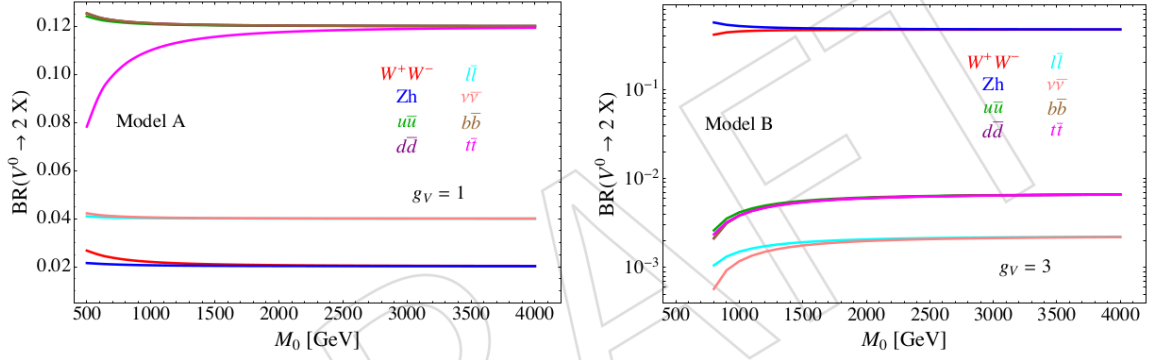 BR(V⁰ → 2 X)
0.12
0.10
0.08
0.06
0.04
0.02
W⁺W⁻ ll̅
Zh νν̅
uu̅ bb̅
dd̅ tt̅
Model A
g_V = 1
500 1000 1500 2000 2500 3000 3500 4000
M₀ [GeV]
BR(V⁰ → 2 X)
10⁻¹
10⁻²
10⁻³
W⁺W⁻ ll̅
Zh νν̅
uu̅ bb̅
dd̅ tt̅
Model B
g_V = 3
500 1000 1500 2000 2500 3000 3500 4000
M₀ [GeV]
DRAFT